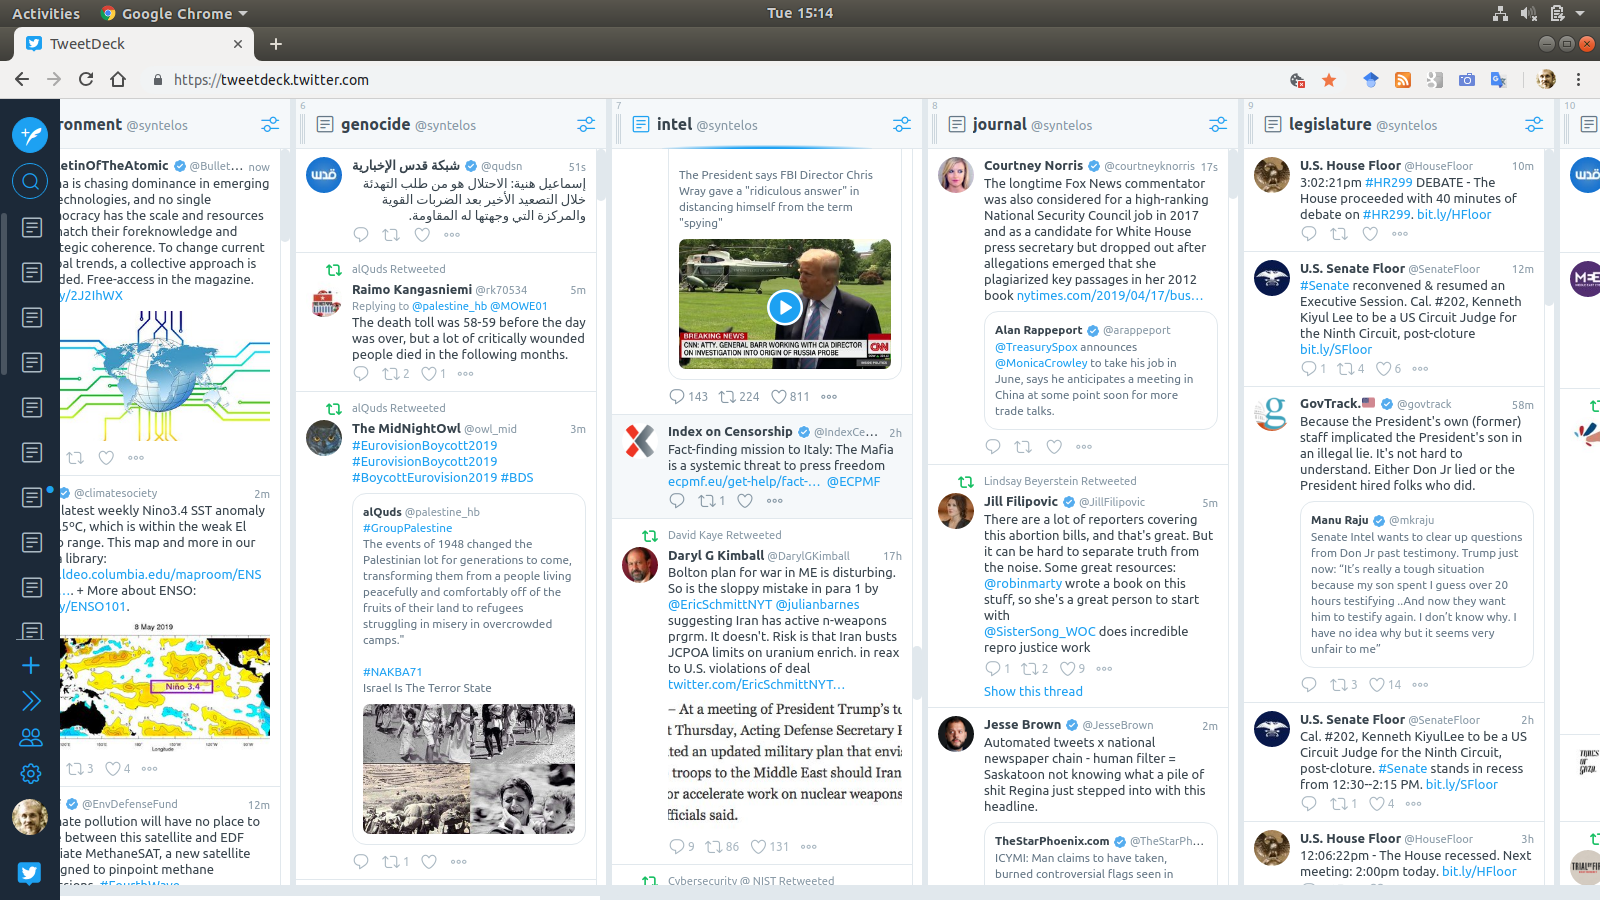 Activities
Google Chrome
Tue 15:14
TweetDeck
https://tweetdeck.twitter.com
ronment @syntelos
etinOfTheAtomic @Bullet… now
na is chasing dominance in emerging
echnologies, and no single
nocracy has the scale and resources
natch their foreknowledge and
tegic coherence. To change current
bal trends, a collective approach is
ded. Free-access in the magazine.
y/2J2IhWX
@climatesociety 2m
latest weekly Nino3.4 SST anomaly
.5ºC, which is within the weak El
o range. This map and more in our
a library:
.ldeo.columbia.edu/maproom/ENS
…. + More about ENSO:
y/ENSO101.
8 May 2019
Niño 3.4
Longitude
3 4
@EnvDefenseFund 12m
nate pollution will have no place to
e between this satellite and EDF
iate MethaneSAT, a new satellite
igned to pinpoint methane
ssions. #FourthWave
6
genocide @syntelos
شبكة قدس الإخبارية @qudsn 51s
إسماعيل هنية: الاحتلال هو من طلب التهدئة
خلال التصعيد الأخير بعد الضربات القوية
والمركزة التي وجهتها له المقاومة.
alQuds Retweeted
Raimo Kangasniemi @rk70534 5m
Replying to @palestine_hb @MOWE01
The death toll was 58-59 before the day
was over, but a lot of critically wounded
people died in the following months.
2 1
alQuds Retweeted
The MidNightOwl @owl_mid 3m
#EurovisionBoycott2019
#EurovisionBoycott2019
#BoycottEurovision2019 #BDS
alQuds @palestine_hb
#GroupPalestine
The events of 1948 changed the
Palestinian lot for generations to come,
transforming them from a people living
peacefully and comfortably off of the
fruits of their land to refugees
struggling in misery in overcrowded
camps."
#NAKBA71
Israel Is The Terror State
1
7
intel @syntelos
The President says FBI Director Chris
Wray gave a "ridiculous answer" in
distancing himself from the term
"spying"
BREAKING NEWS
CNN: ATTY. GENERAL BARR WORKING WITH CIA DIRECTOR
ON INVESTIGATION INTO ORIGIN OF RUSSIA PROBE
CNN
143 224 811
Index on Censorship @IndexCe… 2h
Fact-finding mission to Italy: The Mafia
is a systemic threat to press freedom
ecpmf.eu/get-help/fact-… @ECPMF
1
David Kaye Retweeted
Daryl G Kimball @DarylGKimball 17h
Bolton plan for war in ME is disturbing.
So is the sloppy mistake in para 1 by
@EricSchmittNYT @julianbarnes
suggesting Iran has active n-weapons
prgrm. It doesn't. Risk is that Iran busts
JCPOA limits on uranium enrich. in reax
to U.S. violations of deal
twitter.com/EricSchmittNYT…
– At a meeting of President Trump's to
t Thursday, Acting Defense Secretary
ted an updated military plan that envis
troops to the Middle East should Iran
or accelerate work on nuclear weapons
fficials said.
9 86 131
Cybersecurity @ NIST Retweeted
8
journal @syntelos
Courtney Norris @courtneyknorris 17s
The longtime Fox News commentator
was also considered for a high-ranking
National Security Council job in 2017
and as a candidate for White House
press secretary but dropped out after
allegations emerged that she
plagiarized key passages in her 2012
book nytimes.com/2019/04/17/bus…
Alan Rappeport @arappeport
@TreasurySpox announces
@MonicaCrowley to take his job in
June, says he anticipates a meeting in
China at some point soon for more
trade talks.
Lindsay Beyerstein Retweeted
Jill Filipovic @JillFilipovic 5m
There are a lot of reporters covering
this abortion bills, and that's great. But
it can be hard to separate truth from
the noise. Some great resources:
@robinmarty wrote a book on this
stuff, so she's a great person to start
with
@SisterSong_WOC does incredible
repro justice work
1 2 9
Show this thread
Jesse Brown @JesseBrown 2m
Automated tweets x national
newspaper chain - human filter =
Saskatoon not knowing what a pile of
shit Regina just stepped into with this
headline.
TheStarPhoenix.com @TheStarPh…
ICYMI: Man claims to have taken,
burned controversial flags seen in
9
legislature @syntelos
U.S. House Floor @HouseFloor 10m
3:02:21pm #HR299 DEBATE - The
House proceeded with 40 minutes of
debate on #HR299. bit.ly/HFloor
U.S. Senate Floor @SenateFloor 12m
#Senate reconvened & resumed an
Executive Session. Cal. #202, Kenneth
Kiyul Lee to be a US Circuit Judge for
the Ninth Circuit, post-cloture
bit.ly/SFloor
1 4 6
GovTrack. @govtrack 58m
Because the President's own (former)
staff implicated the President's son in
an illegal lie. It's not hard to
understand. Either Don Jr lied or the
President hired folks who did.
Manu Raju @mkraju
Senate Intel wants to clear up questions
from Don Jr past testimony. Trump just
now: “It’s really a tough situation
because my son spent I guess over 20
hours testifying ..And now they want
him to testify again. I don’t know why. I
have no idea why but it seems very
unfair to me”
3 14
U.S. Senate Floor @SenateFloor 2h
Cal. #202, Kenneth KiyulLee to be a US
Circuit Judge for the Ninth Circuit,
post-cloture. #Senate stands in recess
from 12:30--2:15 PM. bit.ly/SFloor
1 4
U.S. House Floor @HouseFloor 3h
12:06:22pm - The House recessed. Next
meeting: 2:00pm today. bit.ly/HFloor
10